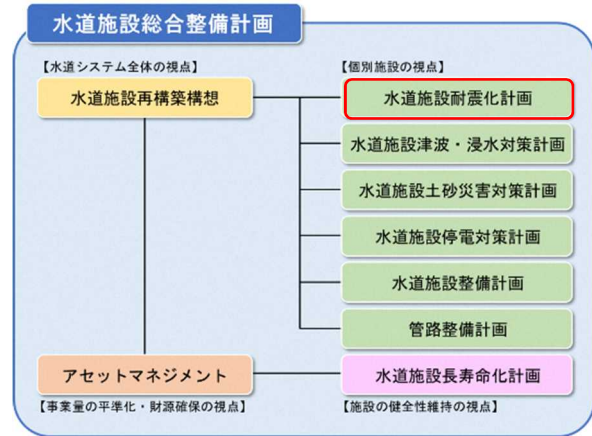 水道施設総合整備計画
【水道システム全体の視点】
【個別施設の視点】
水道施設再構築構想
水道施設耐震化計画
水道施設津波・浸水対策計画
水道施設土砂災害対策計画
水道施設停電対策計画
水道施設整備計画
管路整備計画
アセットマネジメント
水道施設長寿命化計画
【事業量の平準化・財源確保の視点】
【施設の健全性維持の視点】